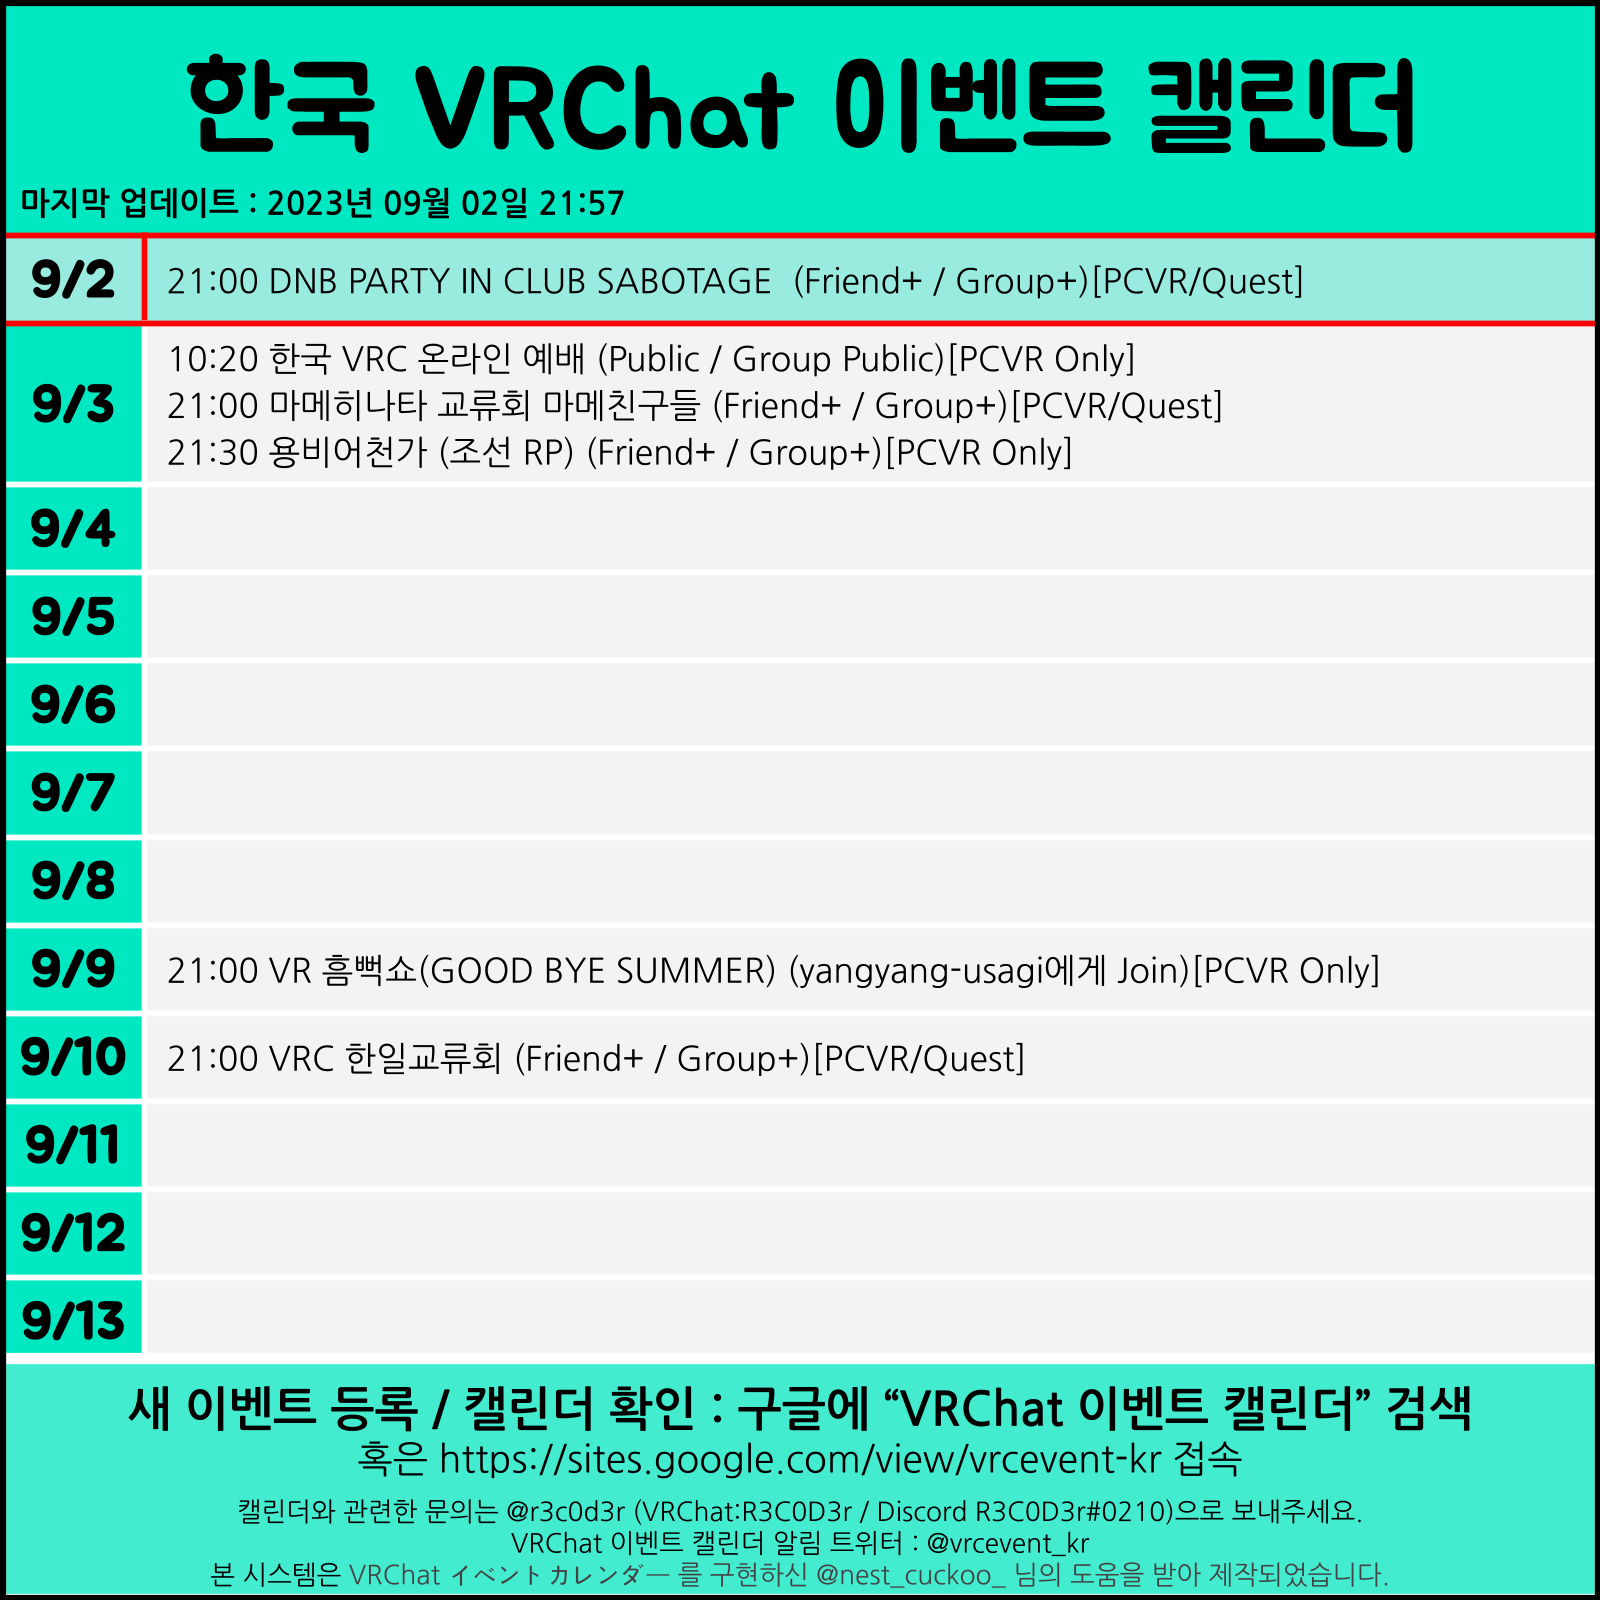 한국 VRChat 이벤트 캘린더
마지막 업데이트 : 2023년 09월 02일 21:57
9/2
21:00 DNB PARTY IN CLUB SABOTAGE (Friend+ / Group+)[PCVR/Quest]
9/3
10:20 한국 VRC 온라인 예배 (Public / Group Public)[PCVR Only]
21:00 마메히나타 교류회 마메친구들 (Friend+ / Group+)[PCVR/Quest]
21:30 용비어천가 (조선 RP) (Friend+ / Group+)[PCVR Only]
9/4
9/5
9/6
9/7
9/8
9/9
21:00 VR 흠뻑쇼(GOOD BYE SUMMER) (yangyang-usagi에게 Join)[PCVR Only]
9/10
21:00 VRC 한일교류회 (Friend+ / Group+)[PCVR/Quest]
9/11
9/12
9/13
새 이벤트 등록 / 캘린더 확인 : 구글에 “VRChat 이벤트 캘린더” 검색
혹은 https://sites.google.com/view/vrcevent-kr 접속
캘린더와 관련한 문의는 @r3c0d3r (VRChat:R3C0D3r / Discord R3C0D3r#0210)으로 보내주세요.
VRChat 이벤트 캘린더 알림 트위터 : @vrcevent_kr
본 시스템은 VRChat イベントカレンダー 를 구현하신 @nest_cuckoo_ 님의 도움을 받아 제작되었습니다.